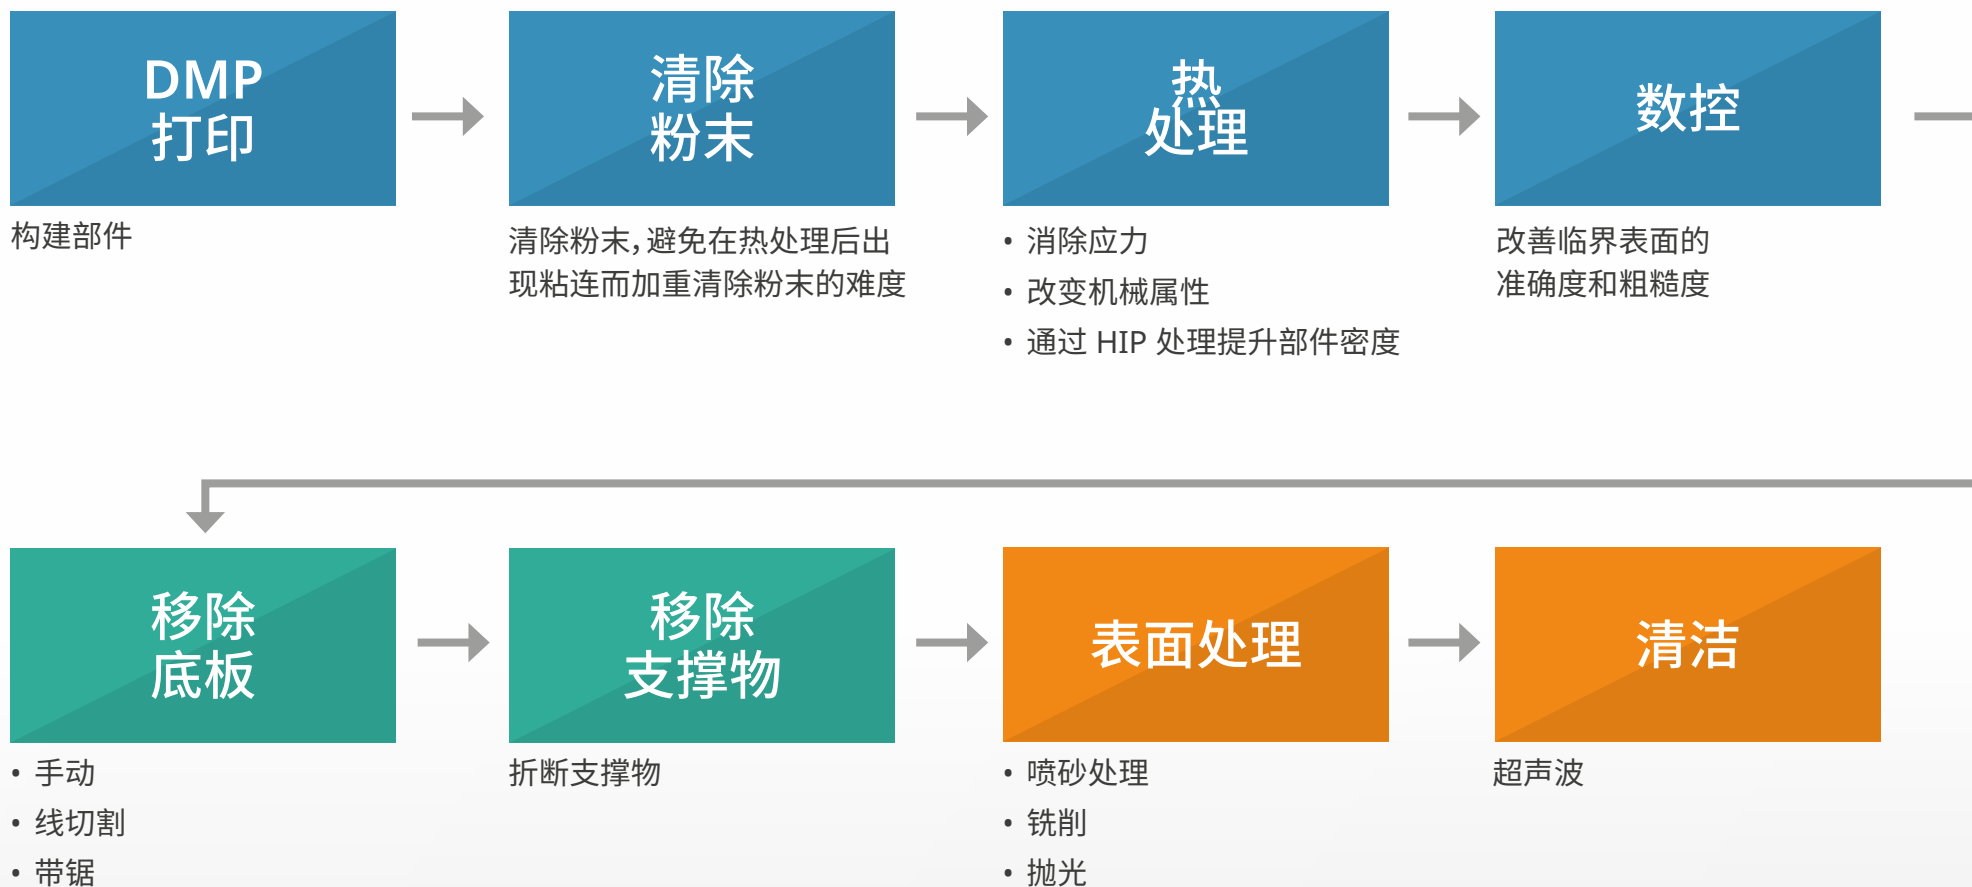 DMP
打印
清除
粉末
热
处理
数控
构建部件
清除粉末，避免在热处理后出
现粘连而加重清除粉末的难度
• 消除应力
• 改变机械属性
• 通过 HIP 处理提升部件密度
改善临界表面的
准确度和粗糙度
移除
底板
移除
支撑物
表面处理
清洁
• 手动
• 线切割
• 带锯
折断支撑物
• 喷砂处理
• 铣削
• 抛光
超声波